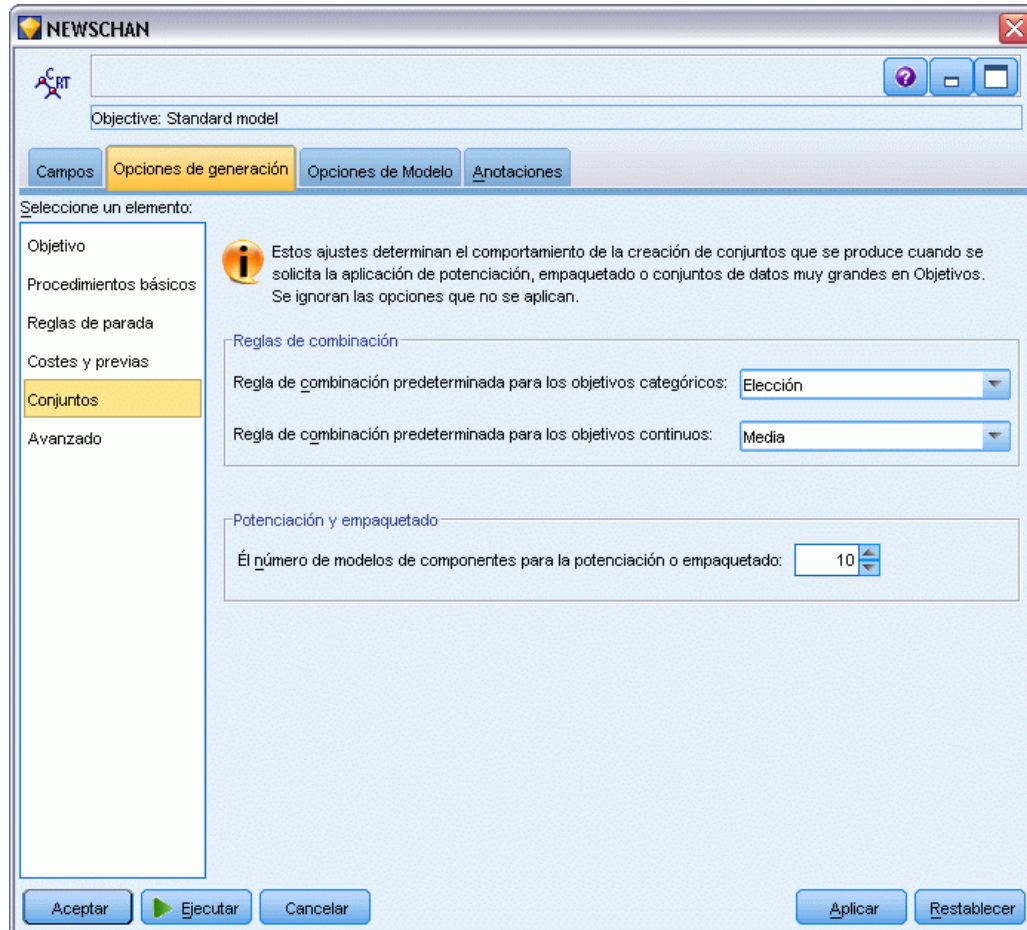 NEWSCHAN
C RT
Objective: Standard model
Campos
Opciones de generación
Opciones de Modelo
Anotaciones
Seleccione un elemento:
Objetivo
Procedimientos básicos
Reglas de parada
Costes y previas
Conjuntos
Avanzado
Estos ajustes determinan el comportamiento de la creación de conjuntos que se produce cuando se
solicita la aplicación de potenciación, empaquetado o conjuntos de datos muy grandes en Objetivos.
Se ignoran las opciones que no se aplican.
Reglas de combinación
Regla de combinación predeterminada para los objetivos categóricos: Elección
Regla de combinación predeterminada para los objetivos continuos: Media
Potenciación y empaquetado
Él número de modelos de componentes para la potenciación o empaquetado: 10
Aceptar
Ejecutar
Cancelar
Aplicar
Restablecer